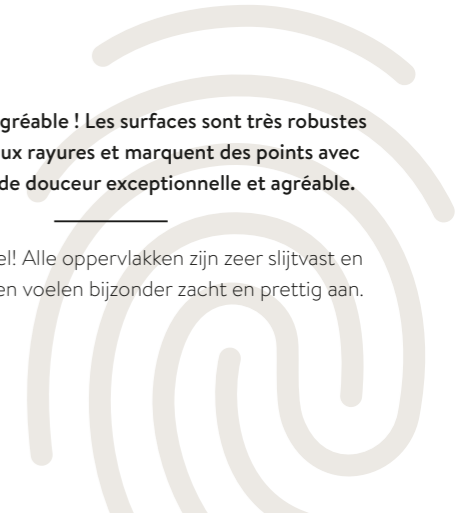 gréable ! Les surfaces sont très robustes
ux rayures et marquent des points avec
de douceur exceptionnelle et agréable.
el! Alle oppervlakken zijn zeer slijtvast en
en voelen bijzonder zacht en prettig aan.